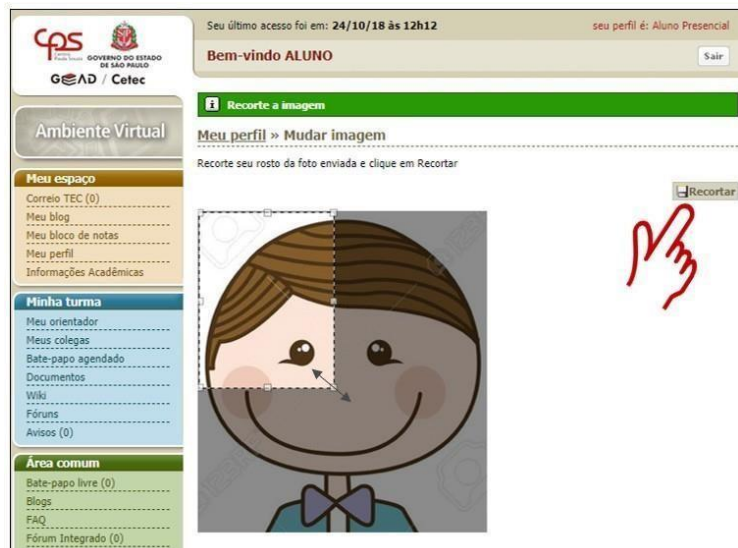 Seu último acesso foi em: 24/10/18 às 12h12
seu perfil é: Aluno Presencial
Bem-vindo ALUNO
Sair
CPS
GOVERNO DO ESTADO
DE SÃO PAULO
GEAD / Cetec
Ambiente Virtual
Meu espaço
Correio TEC (0)
Meu blog
Meu bloco de notas
Meu perfil
Informações Acadêmicas
Minha turma
Meu orientador
Meus colegas
Bate-papo agendado
Documentos
Wiki
Fóruns
Avisos (0)
Área comum
Bate-papo livre (0)
Blogs
FAQ
Fórum Integrado (0)
i Recorte a imagem
Meu perfil » Mudar imagem
Recorte seu rosto da foto enviada e clique em Recortar
Recortar